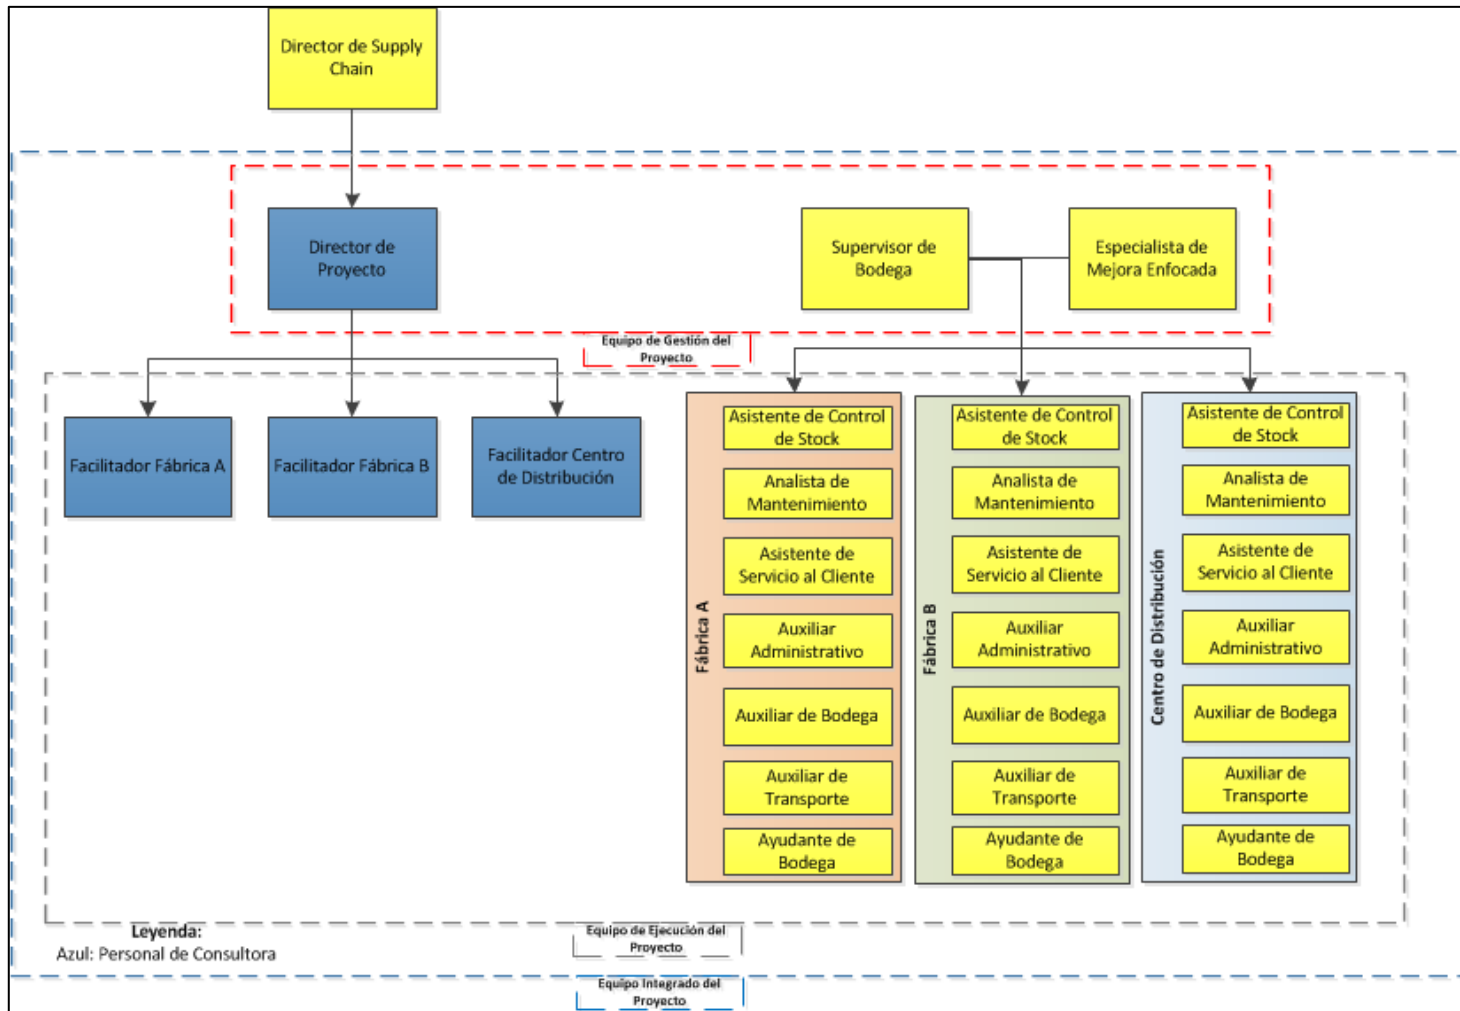 Director de Supply
Chain
Director de
Proyecto
Supervisor de
Bodega
Especialista de
Mejora Enfocada
Equipo de Gestión del
Proyecto
Facilitador Fábrica A
Facilitador Fábrica B
Facilitador Centro
de Distribución
Fábrica A
Asistente de Control
de Stock
Analista de
Mantenimiento
Asistente de
Servicio al Cliente
Auxiliar
Administrativo
Auxiliar de Bodega
Auxiliar de
Transporte
Ayudante de
Bodega
Fábrica B
Asistente de Control
de Stock
Analista de
Mantenimiento
Asistente de
Servicio al Cliente
Auxiliar
Administrativo
Auxiliar de Bodega
Auxiliar de
Transporte
Ayudante de
Bodega
Centro de Distribución
Asistente de Control
de Stock
Analista de
Mantenimiento
Asistente de
Servicio al Cliente
Auxiliar
Administrativo
Auxiliar de Bodega
Auxiliar de
Transporte
Ayudante de
Bodega
Leyenda:
Azul: Personal de Consultora
Equipo de Ejecución del
Proyecto
Equipo Integrado del
Proyecto